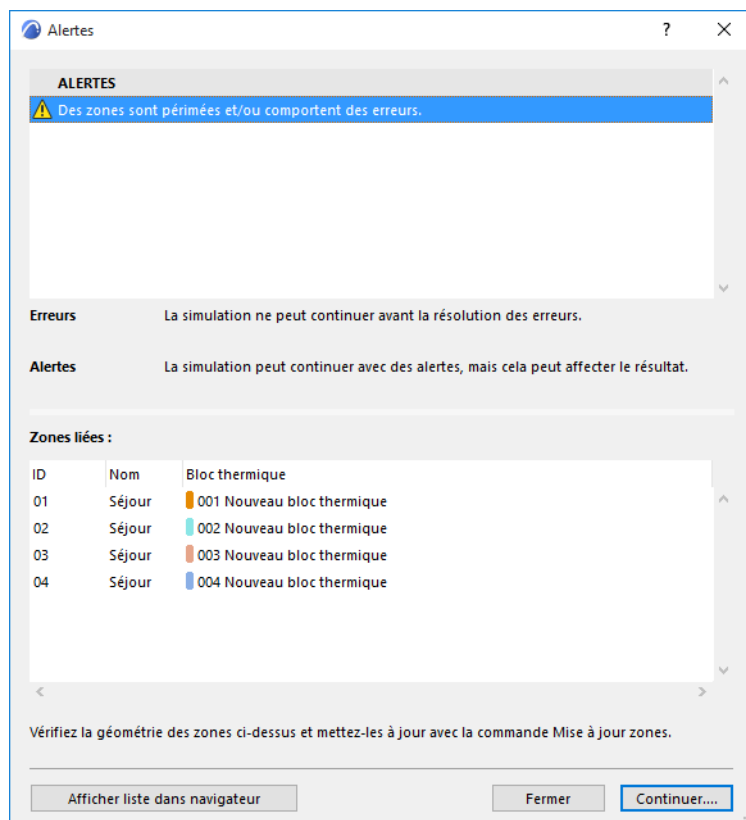 Alertes
?
ALERTES
Des zones sont périmées et/ou comportent des erreurs.
Erreurs La simulation ne peut continuer avant la résolution des erreurs.
Alertes La simulation peut continuer avec des alertes, mais cela peut affecter le résultat.
Zones liées :
ID Nom Bloc thermique
01 Séjour 001 Nouveau bloc thermique
02 Séjour 002 Nouveau bloc thermique
03 Séjour 003 Nouveau bloc thermique
04 Séjour 004 Nouveau bloc thermique
Vérifiez la géométrie des zones ci-dessus et mettez-les à jour avec la commande Mise à jour zones.
Afficher liste dans navigateur Fermer Continuer....